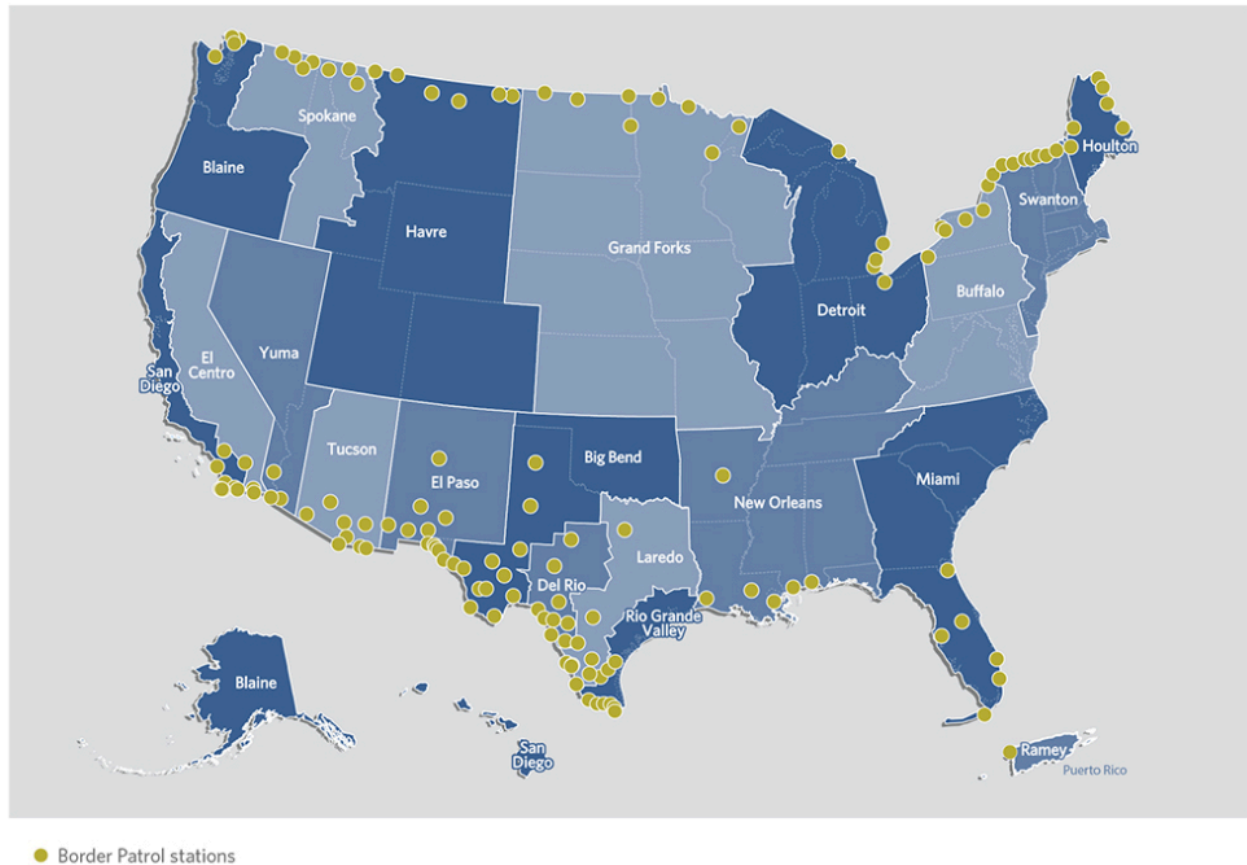 Spokane
Blaine
Havre
Grand Forks
Houlton
Swanton
Buffalo
Detroit
El
Centro
Yuma
San
Diego
Tucson
El Paso
Big Bend
New Orleans
Miami
Laredo
Del Rio
Rio Grande
Valley
Blaine
San
Diego
Ramey
Puerto Rico
Border Patrol stations